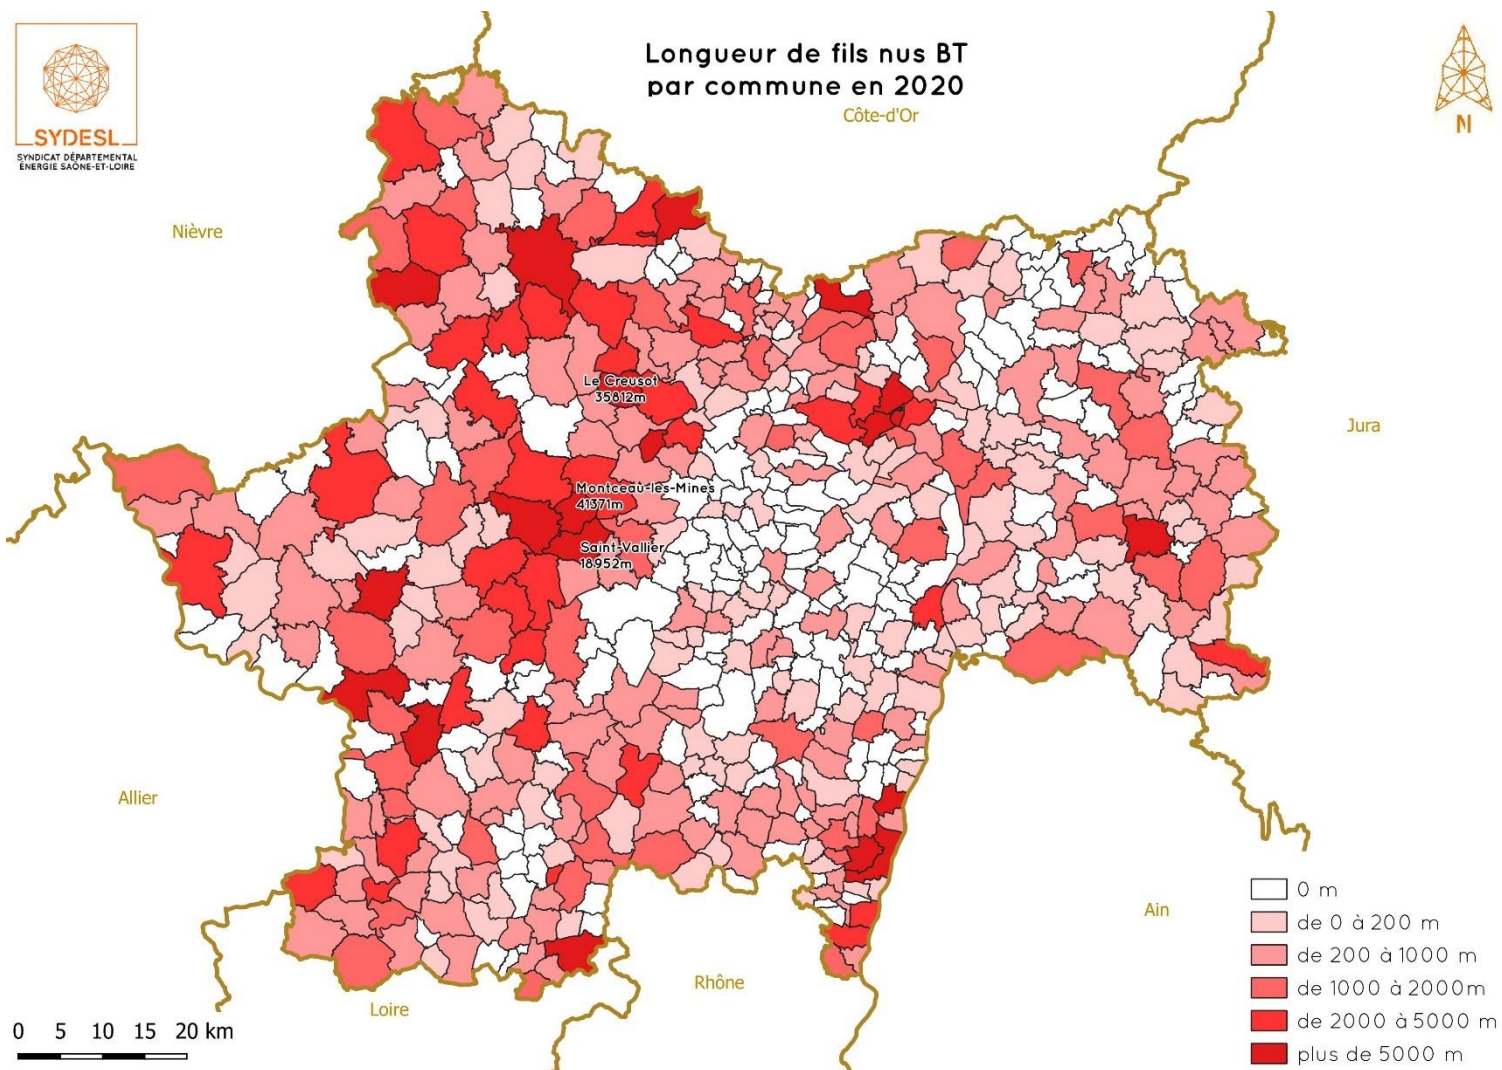 Longueur de fils nus BT
par commune en 2020
SYDESL
SYNDICAT DÉPARTEMENTAL
ÉNERGIE SAÔNE-ET-LOIRE
N
Côte-d'Or
Nièvre
Le Creusot
35812m
Jura
Montceau-les-Mines
41371m
Saint-Vallier
18952m
Allier
Ain
Rhône
Loire
0 5 10 15 20 km
0 m
de 0 à 200 m
de 200 à 1000 m
de 1000 à 2000m
de 2000 à 5000 m
plus de 5000 m